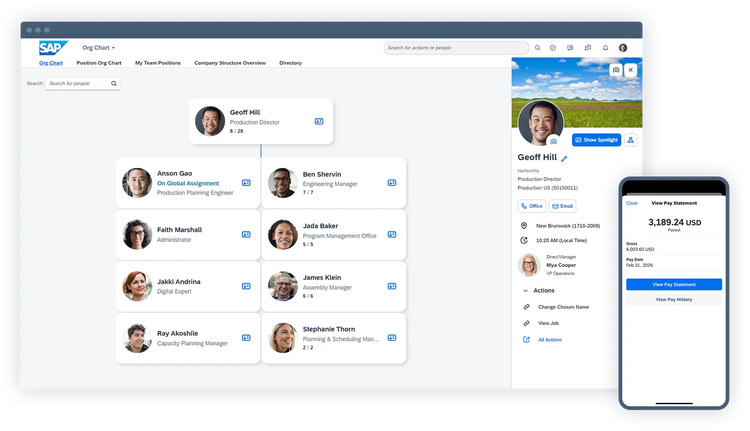 SAP
Org Chart
Search for actions or people
Org Chart
Position Org Chart
My Team Positions
Company Structure Overview
Directory
Search:
Search for people
Geoff Hill
Production Director
8 / 28
Anson Gao
On Global Assignment
Production Planning Engineer
Ben Shervin
Engineering Manager
7 / 7
Faith Marshall
Administrator
Jada Baker
Program Management Office
5 / 5
Jakki Andrina
Digital Expert
James Klein
Assembly Manager
6 / 6
Ray Akoshile
Capacity Planning Manager
Stephanie Thorn
Planning & Scheduling Man...
2 / 2
Show Spotlight
Geoff Hill
He/Him/His
Production Director
Production US (50150011)
Office
Email
New Brunswick (1710-2009)
10:20 AM (Local Time)
Direct Manager
Mya Cooper
VP Operations
Actions
Change Chosen Name
View Job
All Actions
Close
View Pay Statement
3,189.24 USD
Payout
Gross
6,003.60 USD
Pay Date
Feb 21, 2025
View Pay Statement
View Pay History